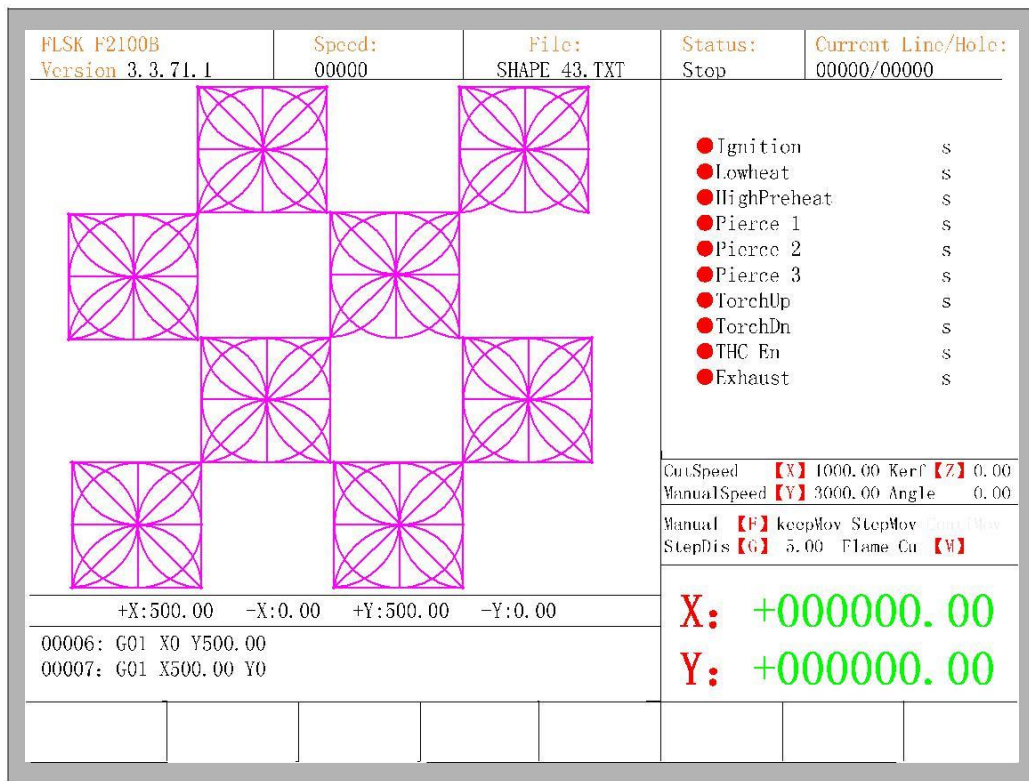 FLSK F2100B Speed: File: Status: Current Line/Hole:
Version 3.3.71.1 00000 SHAPE 43.TXT Stop 00000/00000
Ignition s
Lowheat s
HighPreheat s
Pierce 1 s
Pierce 2 s
Pierce 3 s
TorchUp s
TorchDn s
THC En s
Exhaust s
CutSpeed 【X】 1000.00 Kerf 【Z】 0.00
ManualSpeed 【Y】 3000.00 Angle 0.00
Manual 【F】 keepMov StepMov
StepDis 【G】 5.00 Flame Cu 【M】
+X:500.00 -X:0.00 +Y:500.00 -Y:0.00
00006: G01 X0 Y500.00
00007: G01 X500.00 Y0
X: +000000.00
Y: +000000.00